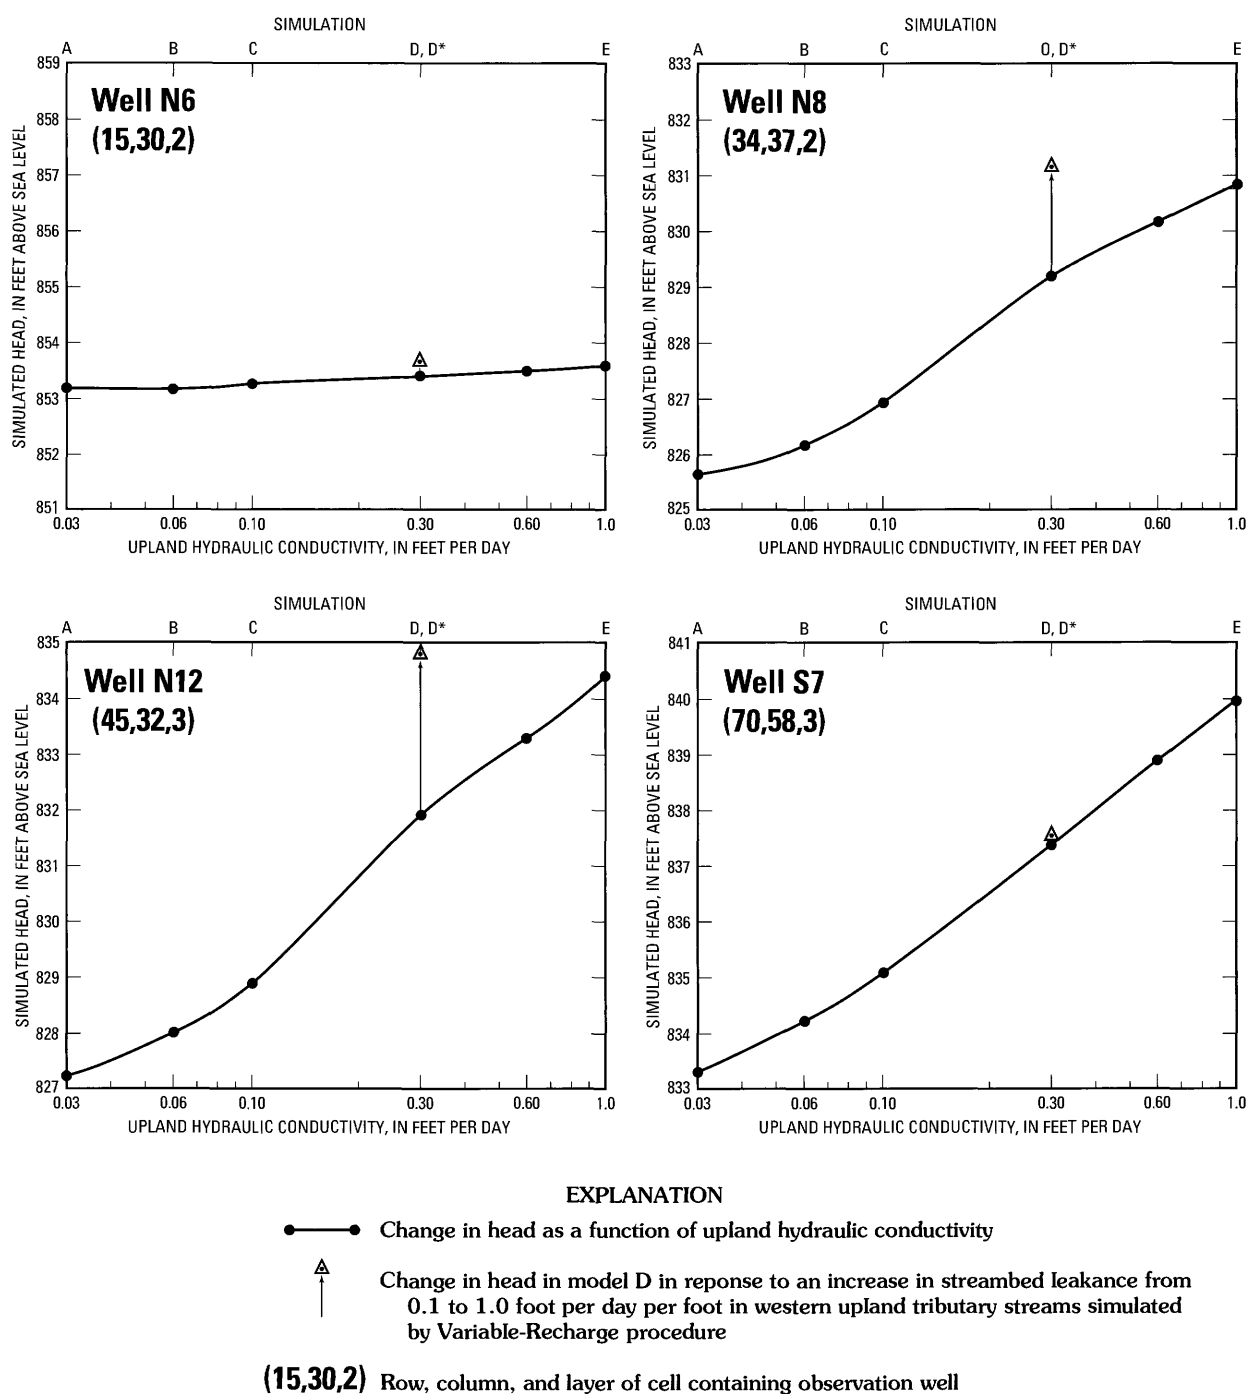 SIMULATION
A B C D, D* E
Well N6
(15,30,2)
SIMULATED HEAD, IN FEET ABOVE SEA LEVEL
859
858
857
856
855
854
853
852
851
0.03 0.06 0.10 0.30 0.60 1.0
UPLAND HYDRAULIC CONDUCTIVITY, IN FEET PER DAY
SIMULATION
A B C O, D* E
Well N8
(34,37,2)
SIMULATED HEAD, IN FEET ABOVE SEA LEVEL
833
832
831
830
829
828
827
826
825
0.03 0.06 0.10 0.30 0.60 1.0
UPLAND HYDRAULIC CDNDUCTIVITY, IN FEET PER DAY
SIMULATION
A B C D, D* E
Well N12
(45,32,3)
SIMULATED HEAD, IN FEET ABOVE SEA LEVEL
835
834
833
832
831
830
829
828
827
0.03 0.06 0.10 0.30 0.60 1.0
UPLAND HYDRAULIC CONDUCTIVITY, IN FEET PER DAY
SIMULATION
A B C D, D* E
Well S7
(70,58,3)
SIMULATED HEAD, IN FEET ABOVE SEA LEVEL
841
840
839
838
837
836
835
834
833
0.03 0.06 0.10 0.30 0.60 1.0
UPLAND HYDRAULIC CONDUCTIVITY, IN FEET PER DAY
EXPLANATION
Change in head as a function of upland hydraulic conductivity
Change in head in model D in reponse to an increase in streambed leakance from
0.1 to 1.0 foot per day per foot in western upland tributary streams simulated
by Variable-Recharge procedure
(15,30,2) Row, column, and layer of cell containing observation well